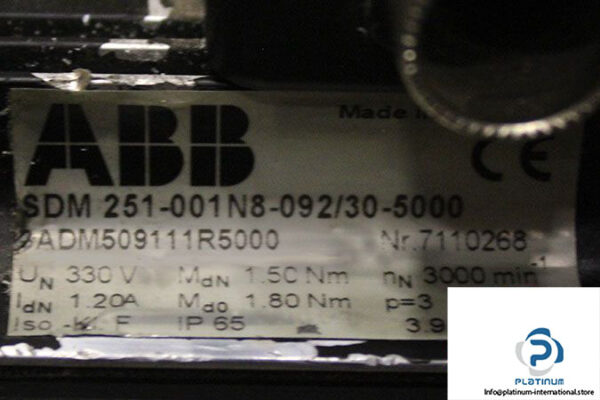 ABB
Made
CE
SDM 251-001N8-092/30-5000
ADM509111R5000 Nr.7110268
UN 330 V MdN 1.50 Nm nN 3000 min-1
IdN 1.20A Md0 1.80 Nm p=3
Iso -Kl. F IP 65 3.9
PLATINUM
Info@platinum-international.store